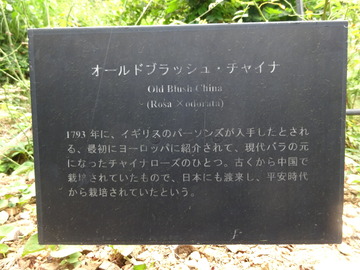 オールドブラッシュ・チャイナ
Old Blush China
(Rosa ×odorata)
1793年に、イギリスのパーソンズが入手したとされ
る、最初にヨーロッパに紹介されて、現代バラの元
になったチャイナローズのひとつ。古くから中国で
栽培されていたもので、日本にも渡来し、平安時代
から栽培されていたという。